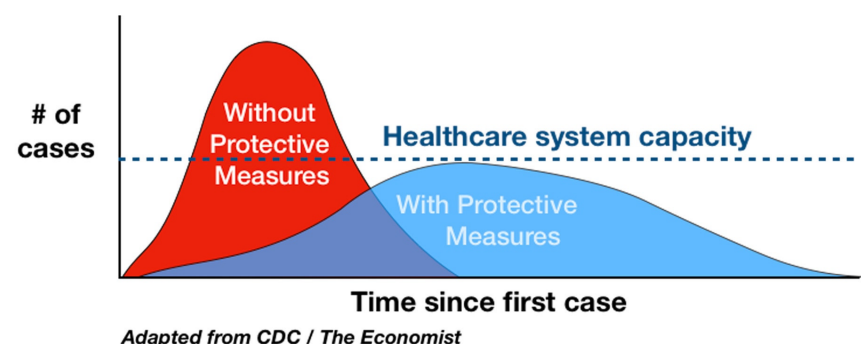 # of
cases
Without
Protective
Measures
Healthcare system capacity
With Protective
Measures
Time since first case
Adapted from CDC / The Economist